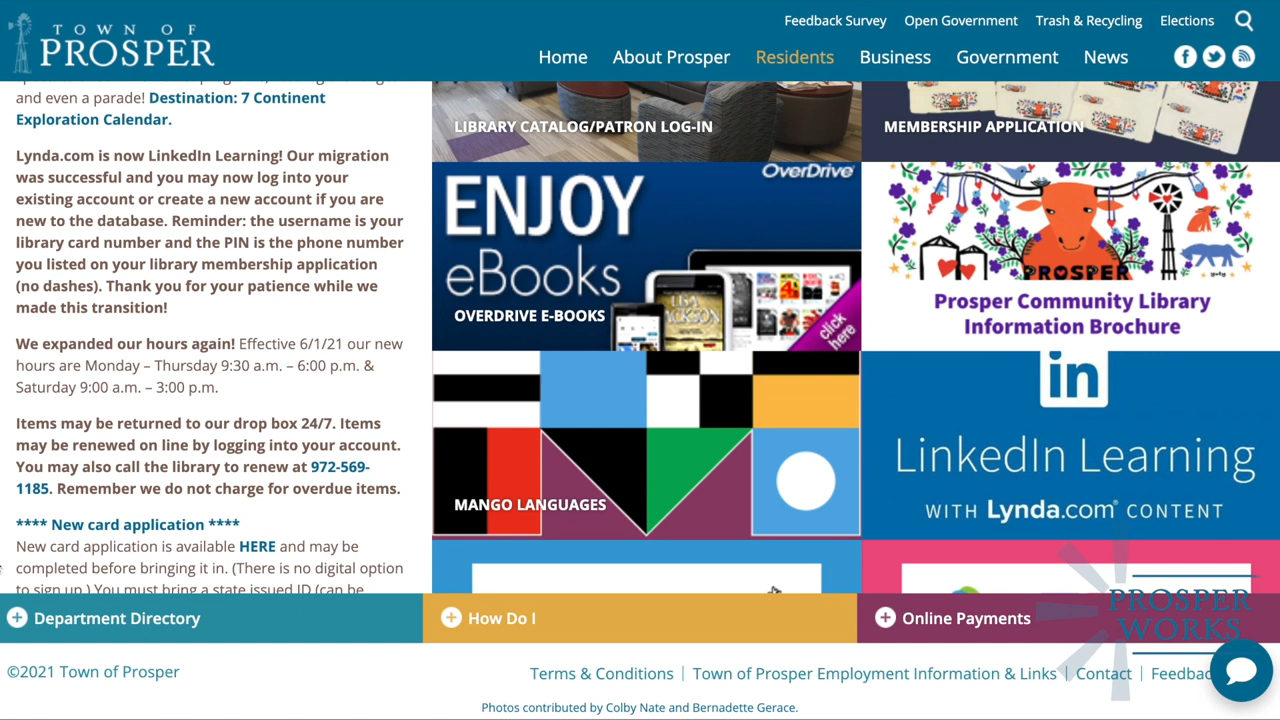 TOWN OF
PROSPER
Feedback Survey Open Government Trash & Recycling Elections
Home About Prosper Residents Business Government News
and even a parade! Destination: 7 Continent
Exploration Calendar.
Lynda.com is now LinkedIn Learning! Our migration
was successful and you may now log into your
existing account or create a new account if you are
new to the database. Reminder: the username is your
library card number and the PIN is the phone number
you listed on your library membership application
(no dashes). Thank you for your patience while we
made this transition!
We expanded our hours again! Effective 6/1/21 our new
hours are Monday – Thursday 9:30 a.m. – 6:00 p.m. &
Saturday 9:00 a.m. – 3:00 p.m.
Items may be returned to our drop box 24/7. Items
may be renewed on line by logging into your account.
You may also call the library to renew at 972-569-
1185. Remember we do not charge for overdue items.
**** New card application ****
New card application is available HERE and may be
completed before bringing it in. (There is no digital option
to sign up.) You must bring a state issued ID (can be
LIBRARY CATALOG/PATRON LOG-IN
MEMBERSHIP APPLICATION
OverDrive
ENJOY
eBooks
OVERDRIVE E-BOOKS
click
here
PROSPER
Prosper Community Library
Information Brochure
MANGO LANGUAGES
in
LinkedIn Learning
WITH Lynda.com® CONTENT
PROSPER
WORKS
Department Directory
How Do I
Online Payments
©2021 Town of Prosper
Terms & Conditions | Town of Prosper Employment Information & Links | Contact | Feedbac
Photos contributed by Colby Nate and Bernadette Gerace.